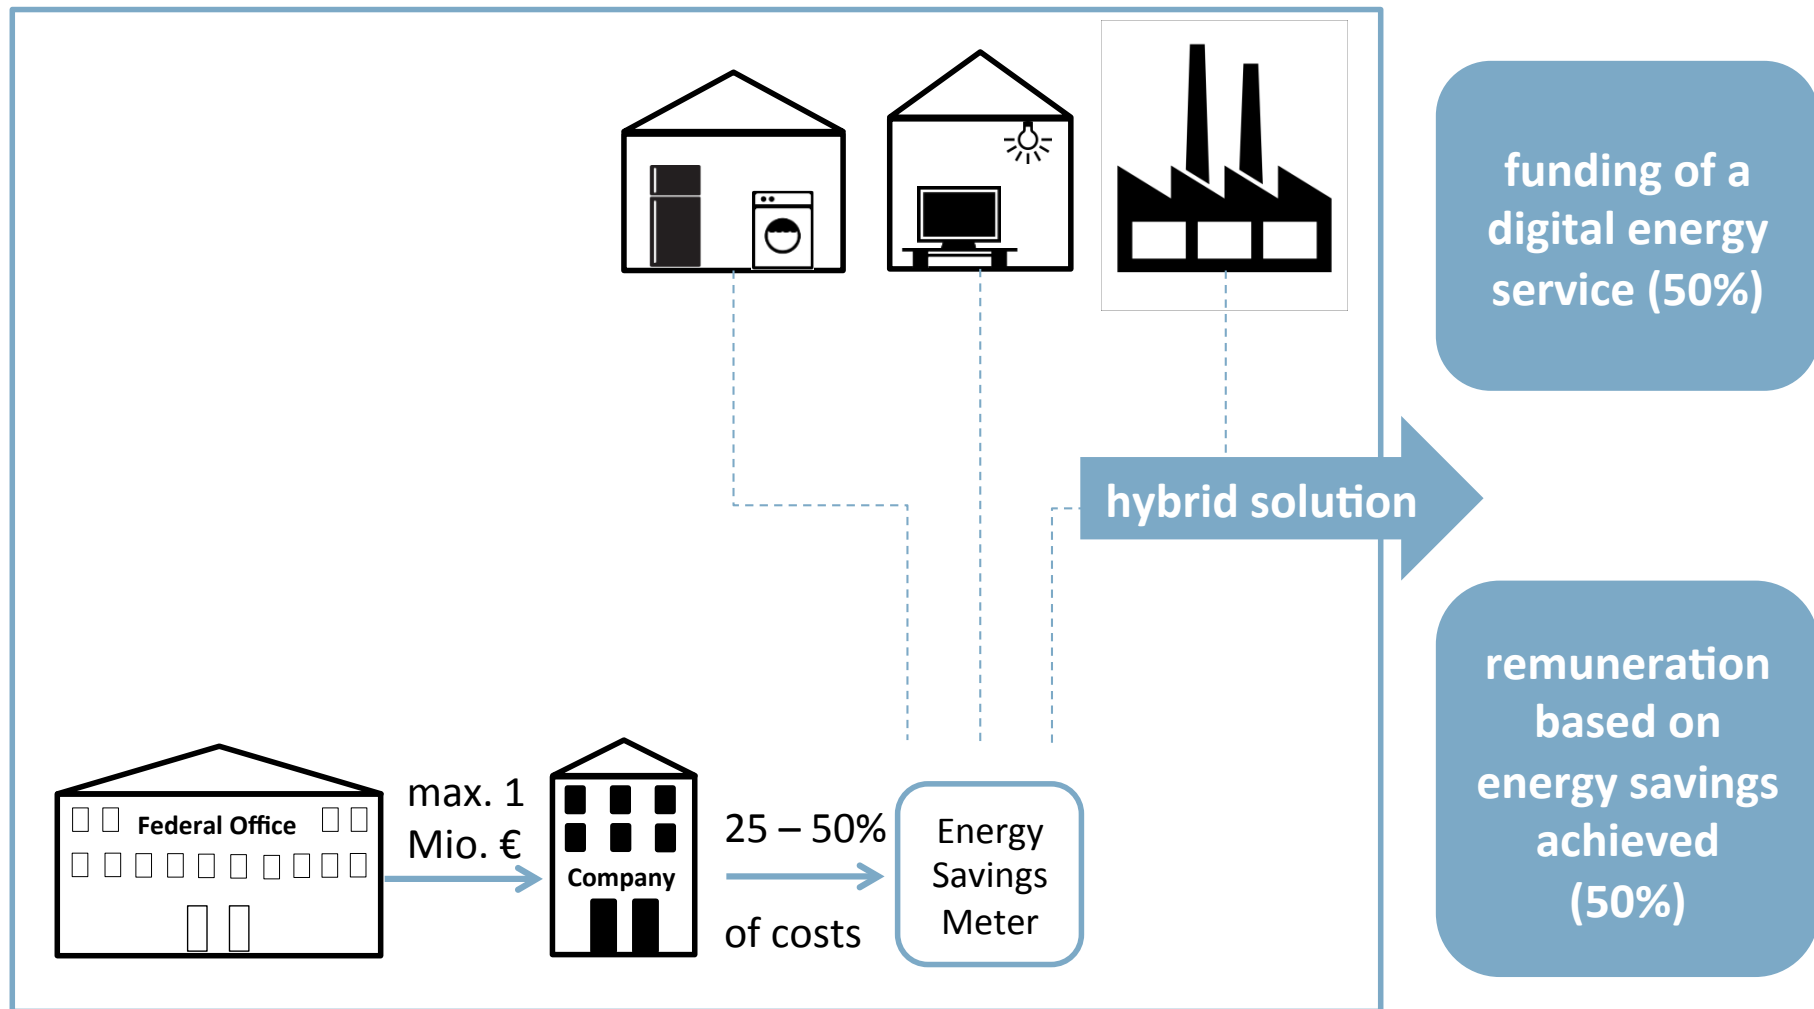 funding of a
digital energy
service (50%)
hybrid solution
remuneration
based on
energy savings
achieved
(50%)
Federal Office
max. 1
Mio. €
Company
25 – 50%
of costs
Energy
Savings
Meter